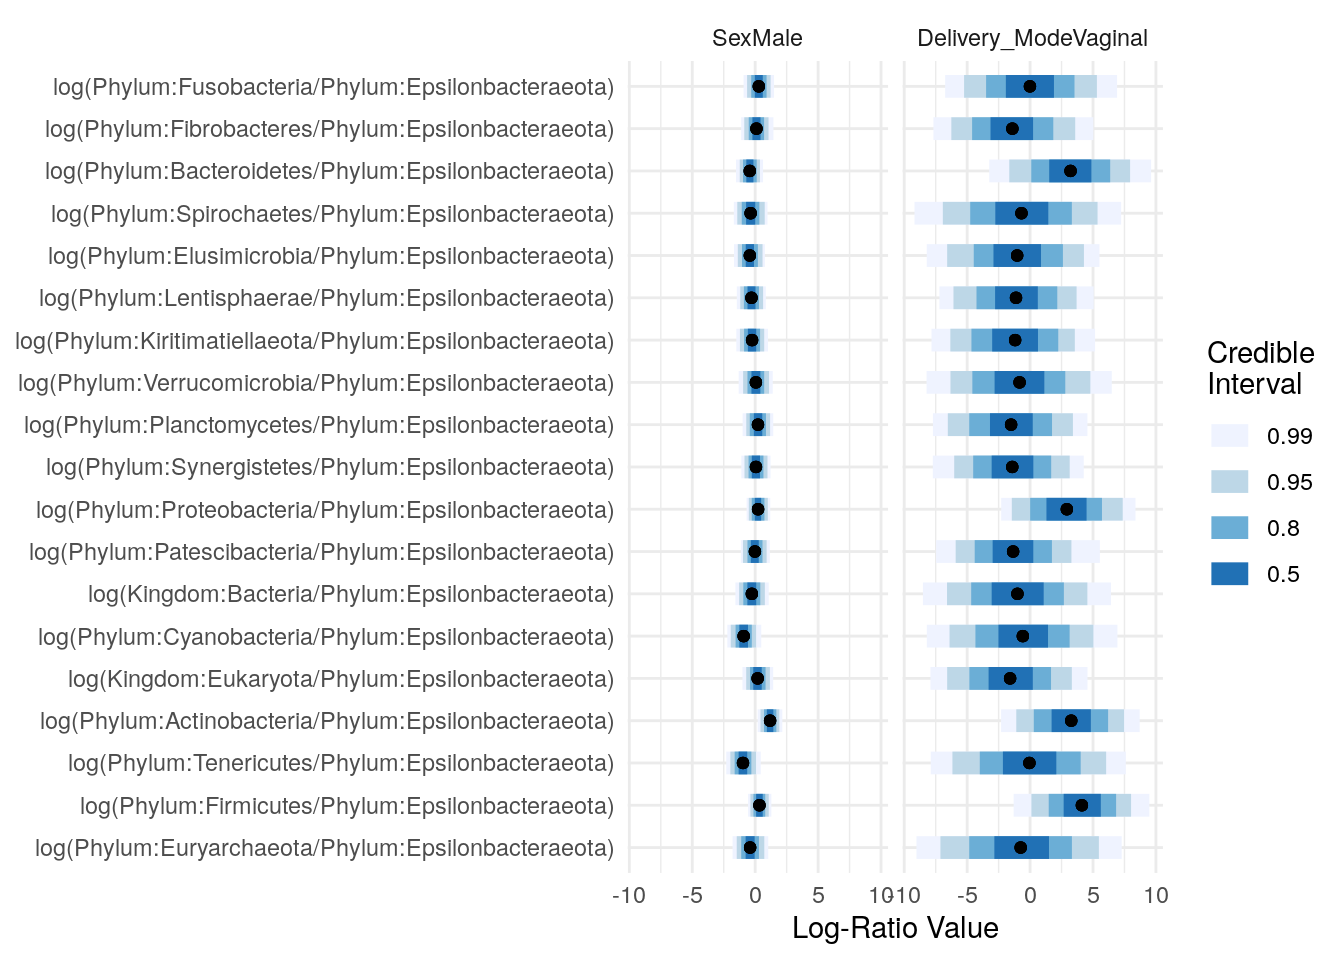 SexMale
Delivery_ModeVaginal
log(Phylum:Fusobacteria/Phylum:Epsilonbacteraeota)
log(Phylum:Fibrobacteres/Phylum:Epsilonbacteraeota)
log(Phylum:Bacteroidetes/Phylum:Epsilonbacteraeota)
log(Phylum:Spirochaetes/Phylum:Epsilonbacteraeota)
log(Phylum:Elusimicrobia/Phylum:Epsilonbacteraeota)
log(Phylum:Lentisphaerae/Phylum:Epsilonbacteraeota)
log(Phylum:Kiritimatiellaeota/Phylum:Epsilonbacteraeota)
log(Phylum:Verrucomicrobia/Phylum:Epsilonbacteraeota)
log(Phylum:Planctomycetes/Phylum:Epsilonbacteraeota)
log(Phylum:Synergistetes/Phylum:Epsilonbacteraeota)
log(Phylum:Proteobacteria/Phylum:Epsilonbacteraeota)
log(Phylum:Patescibacteria/Phylum:Epsilonbacteraeota)
log(Kingdom:Bacteria/Phylum:Epsilonbacteraeota)
log(Phylum:Cyanobacteria/Phylum:Epsilonbacteraeota)
log(Kingdom:Eukaryota/Phylum:Epsilonbacteraeota)
log(Phylum:Actinobacteria/Phylum:Epsilonbacteraeota)
log(Phylum:Tenericutes/Phylum:Epsilonbacteraeota)
log(Phylum:Firmicutes/Phylum:Epsilonbacteraeota)
log(Phylum:Euryarchaeota/Phylum:Epsilonbacteraeota)
-10 -5 0 5 10
-10 -5 0 5 10
Log-Ratio Value
Credible
Interval
0.99
0.95
0.8
0.5